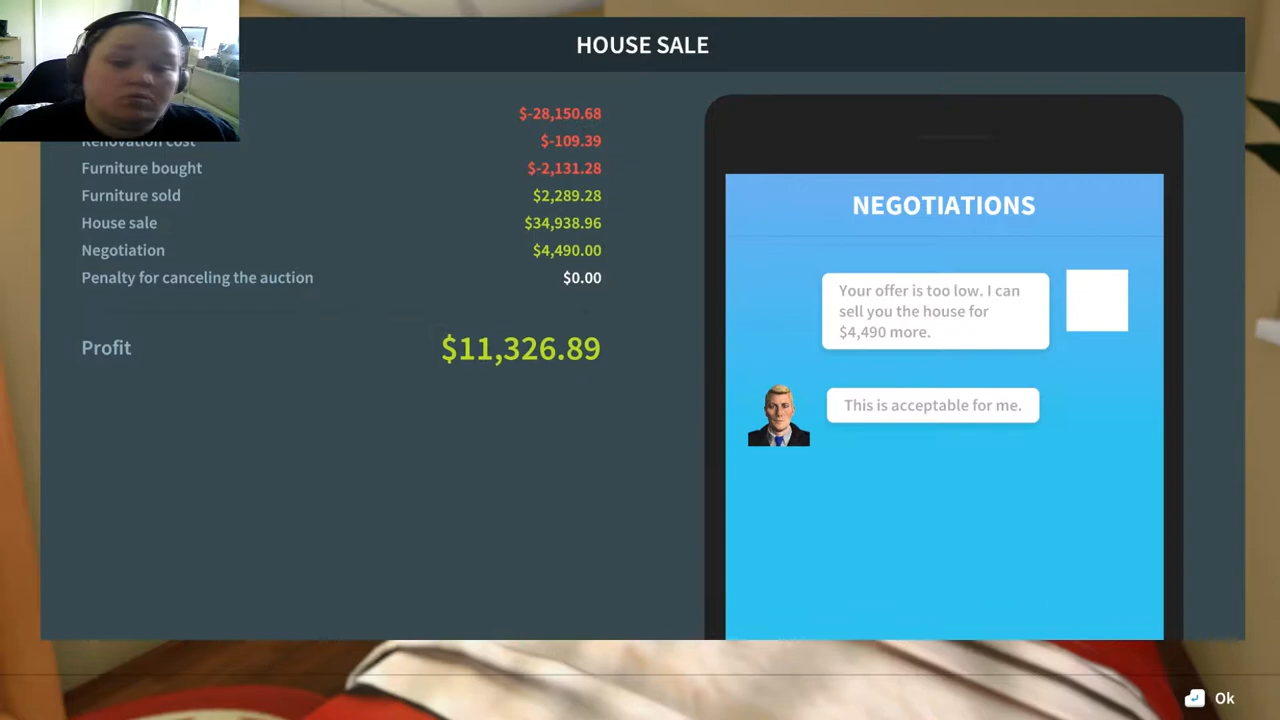 HOUSE SALE
$-28,150.68
Renovation cost $-109.39
Furniture bought $-2,131.28
Furniture sold $2,289.28
House sale $34,938.96
Negotiation $4,490.00
Penalty for canceling the auction $0.00
Profit $11,326.89
NEGOTIATIONS
Your offer is too low. I can
sell you the house for
$4,490 more.
This is acceptable for me.
Ok